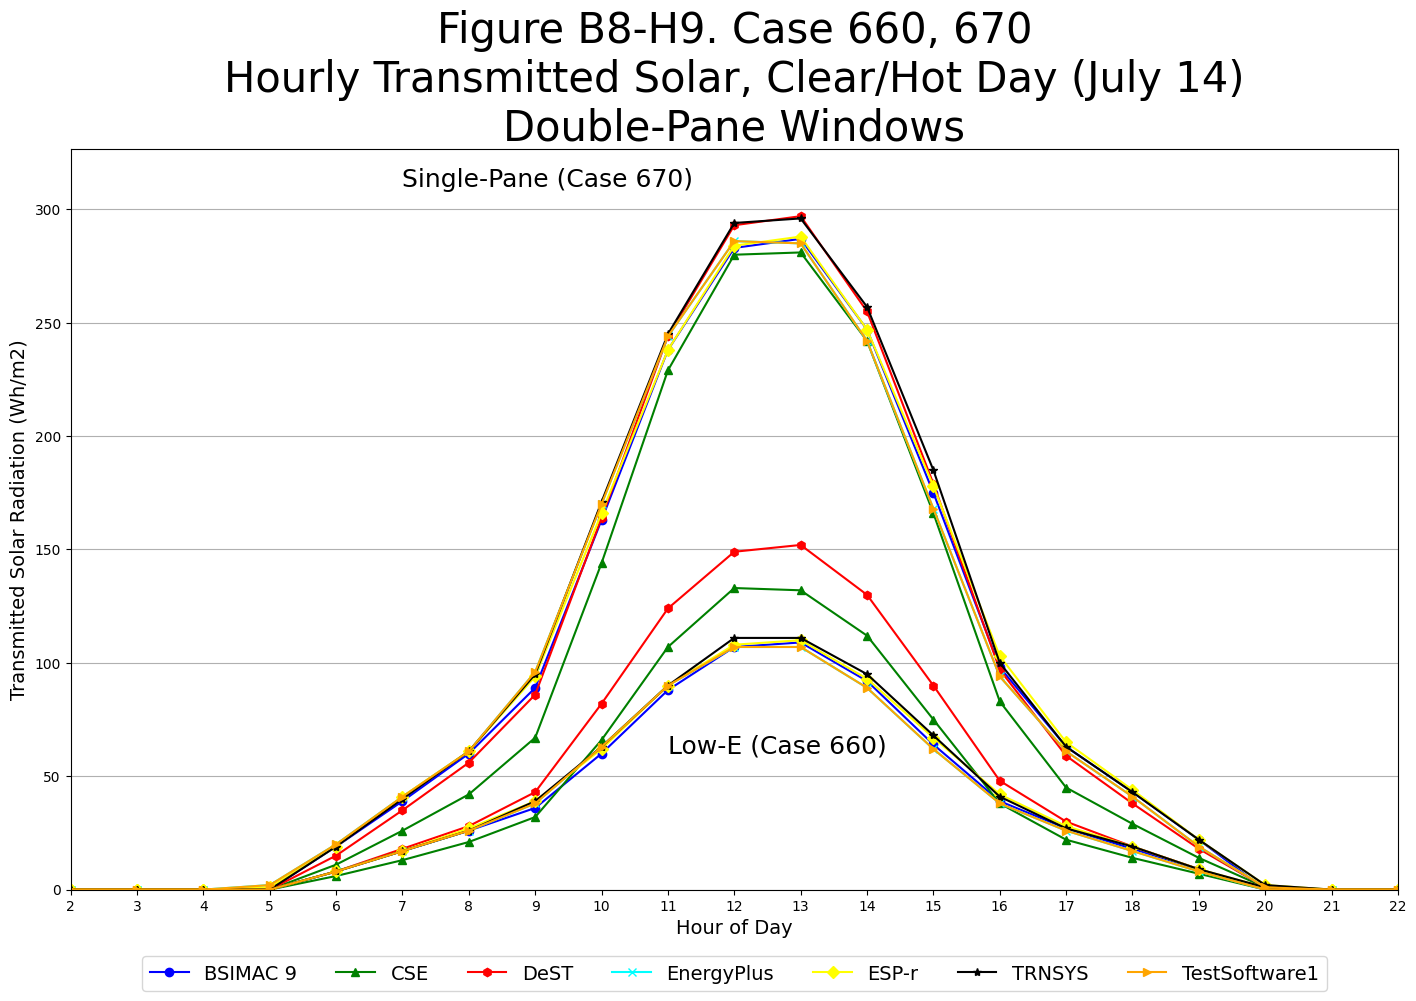 Figure B8-H9. Case 660, 670
Hourly Transmitted Solar, Clear/Hot Day (July 14)
Double-Pane Windows
Single-Pane (Case 670)
Low-E (Case 660)
Transmitted Solar Radiation (Wh/m2)
300
250
200
150
100
50
0
2 3 4 5 6 7 8 9 10 11 12 13 14 15 16 17 18 19 20 21 22
Hour of Day
BSIMAC 9 CSE DeST EnergyPlus ESP-r TRNSYS TestSoftware1